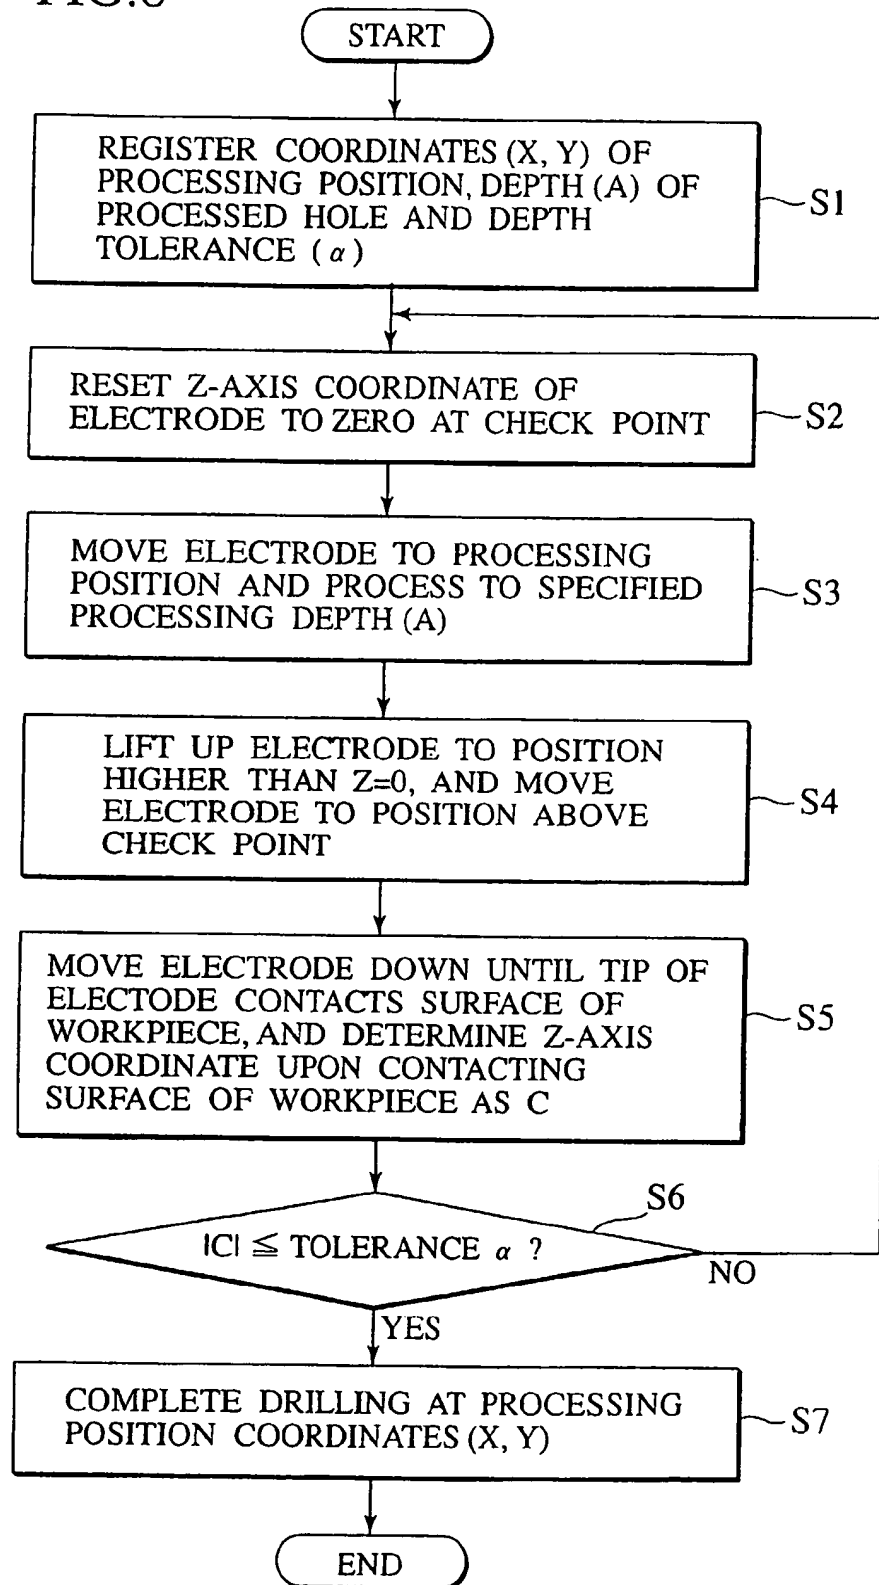 START
REGISTER COORDINATES (X, Y) OF
PROCESSING POSITION, DEPTH (A) OF
PROCESSED HOLE AND DEPTH
TOLERANCE (α)
S1
RESET Z-AXIS COORDINATE OF
ELECTRODE TO ZERO AT CHECK POINT
S2
MOVE ELECTRODE TO PROCESSING
POSITION AND PROCESS TO SPECIFIED
PROCESSING DEPTH (A)
S3
LIFT UP ELECTRODE TO POSITION
HIGHER THAN Z=0, AND MOVE
ELECTRODE TO POSITION ABOVE
CHECK POINT
S4
MOVE ELECTRODE DOWN UNTIL TIP OF
ELECTODE CONTACTS SURFACE OF
WORKPIECE, AND DETERMINE Z-AXIS
COORDINATE UPON CONTACTING
SURFACE OF WORKPIECE AS C
S5
S6
|C| ≦ TOLERANCE α ?
NO
YES
COMPLETE DRILLING AT PROCESSING
POSITION COORDINATES (X, Y)
S7
END